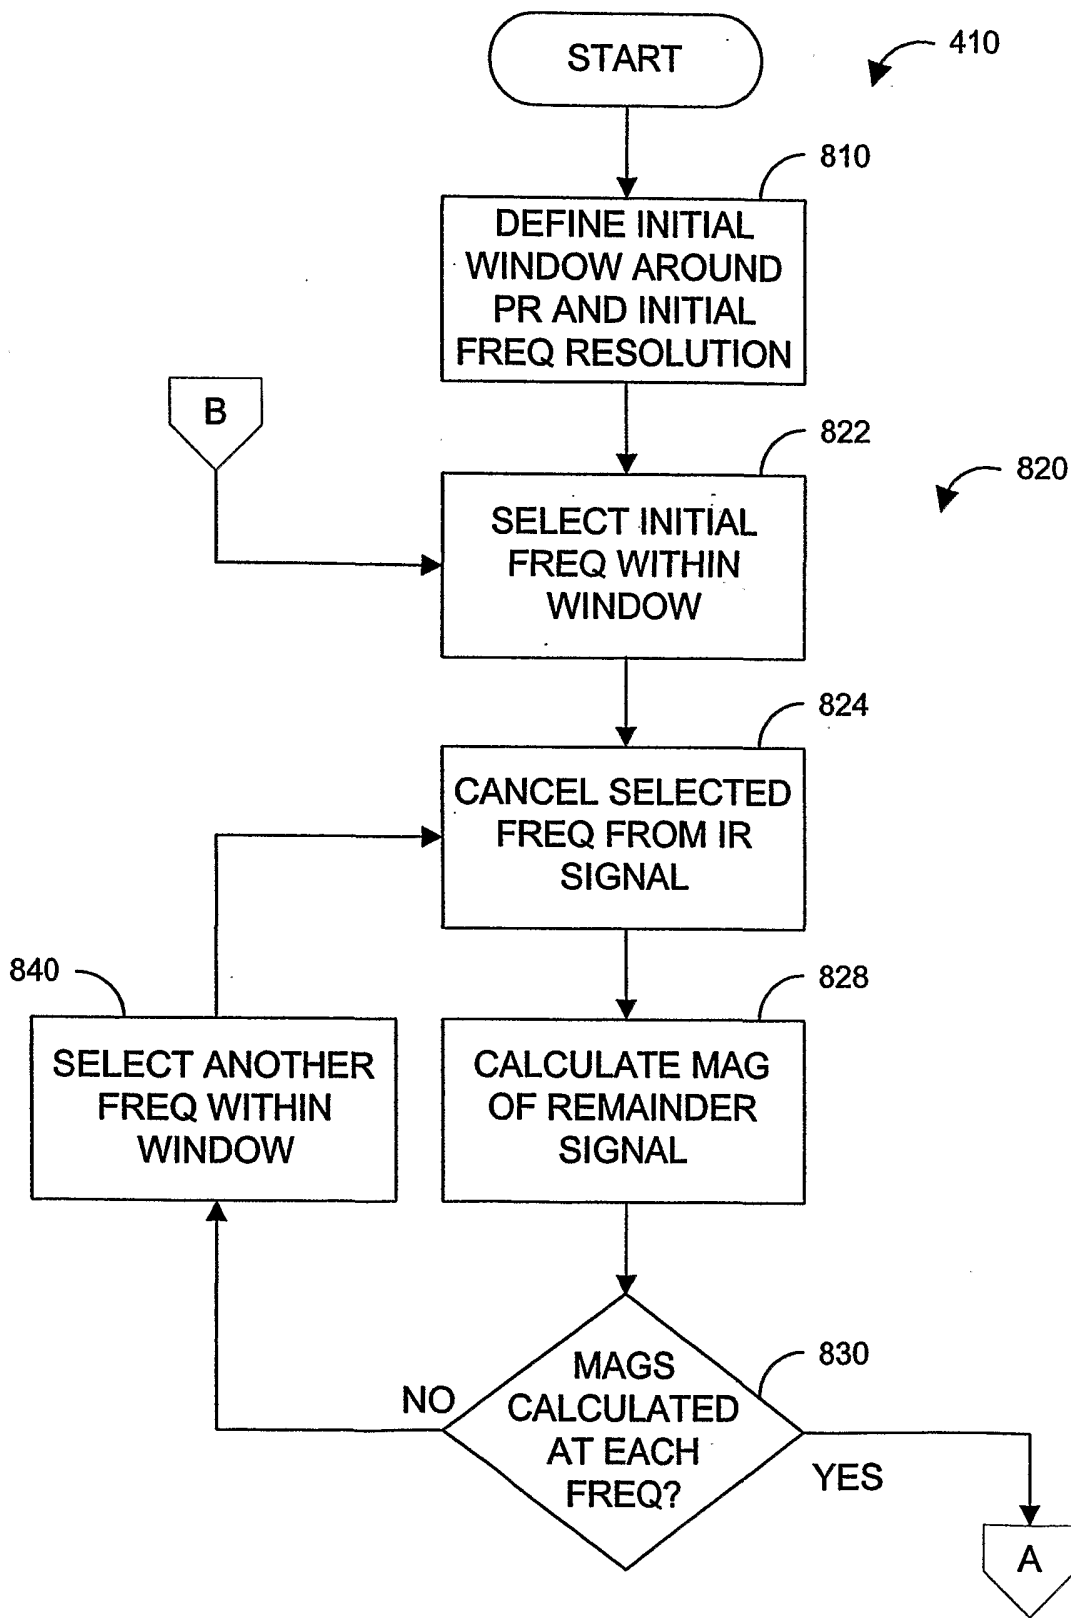 START
410
810
DEFINE INITIAL
WINDOW AROUND
PR AND INITIAL
FREQ RESOLUTION
B
822
820
SELECT INITIAL
FREQ WITHIN
WINDOW
824
CANCEL SELECTED
FREQ FROM IR
SIGNAL
840
828
SELECT ANOTHER
FREQ WITHIN
WINDOW
CALCULATE MAG
OF REMAINDER
SIGNAL
830
MAGS
CALCULATED
AT EACH
FREQ?
NO
YES
A